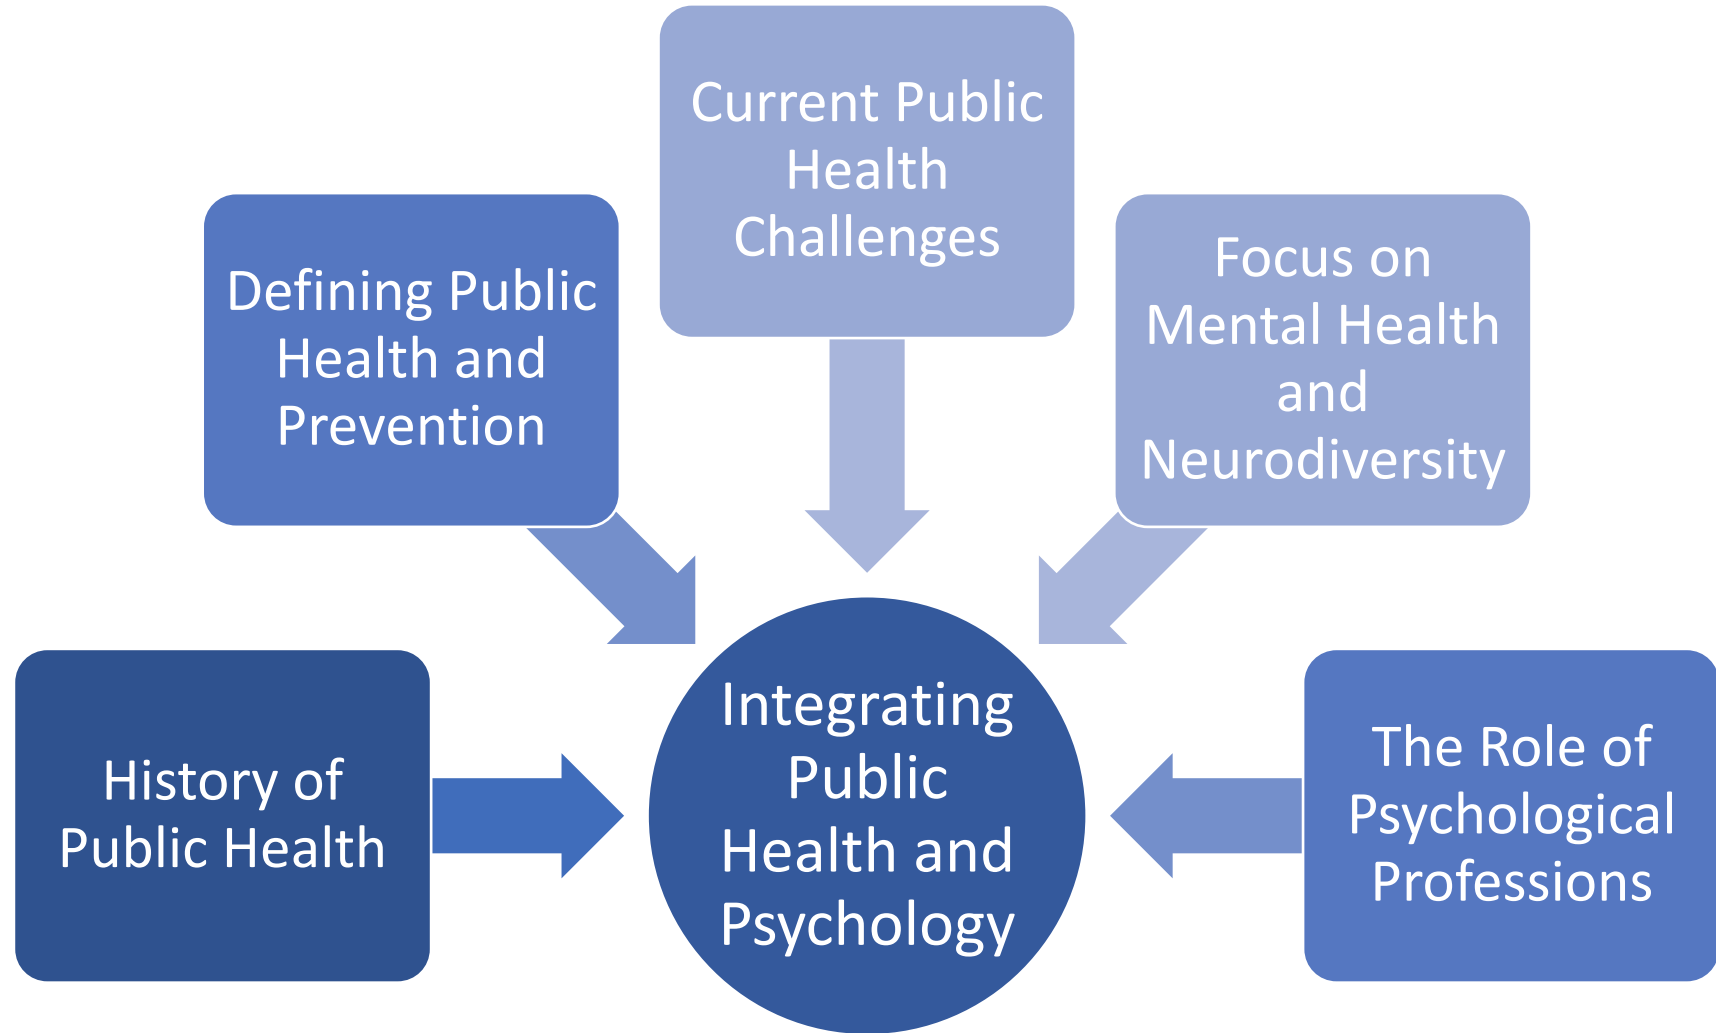 Current Public
Health
Challenges
Defining Public
Health and
Prevention
Focus on
Mental Health
and
Neurodiversity
History of
Public Health
Integrating
Public
Health and
Psychology
The Role of
Psychological
Professions